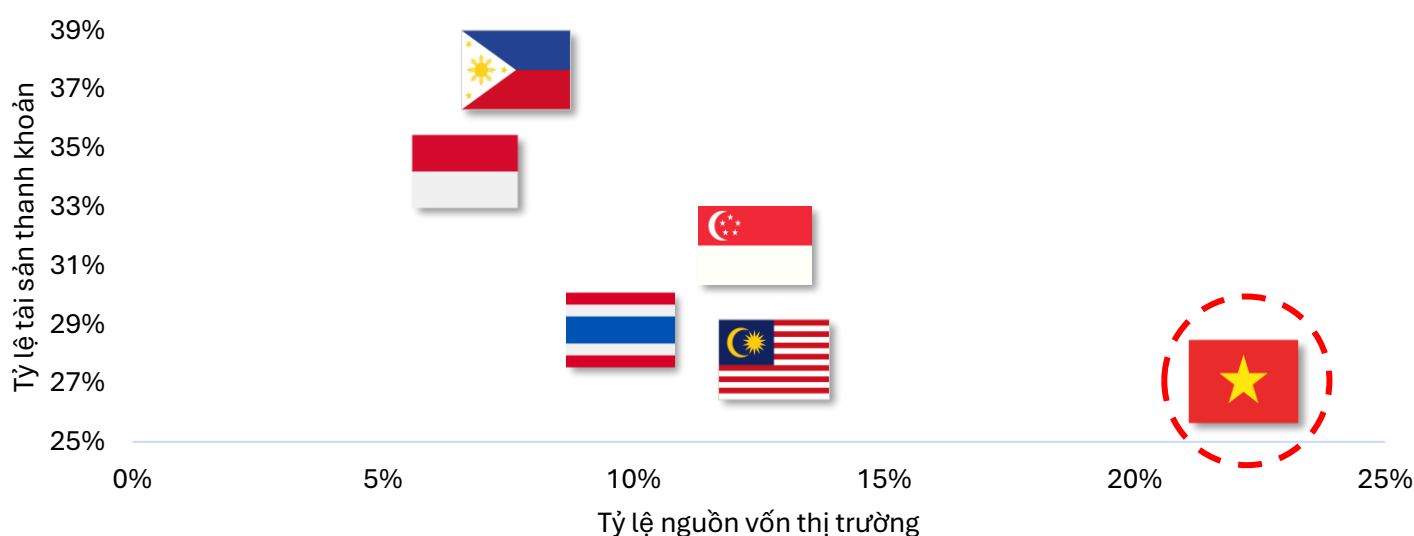 39%
37%
35%
33%
31%
29%
27%
25%
Tỷ lệ tài sản thanh khoản
0% 5% 10% 15% 20% 25%
Tỷ lệ nguồn vốn thị trường